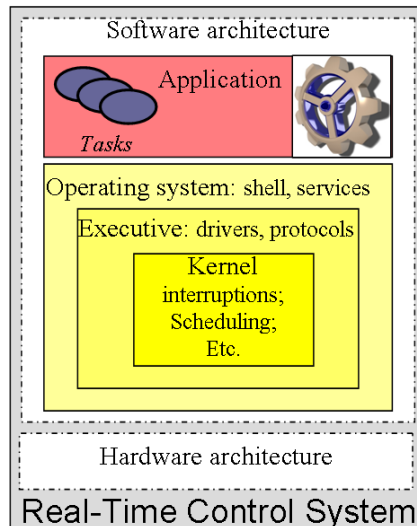 Software architecture
Application
Tasks
Operating system: shell, services
Executive: drivers, protocols
Kernel
interruptions;
Scheduling;
Etc.
Hardware architecture
Real-Time Control System